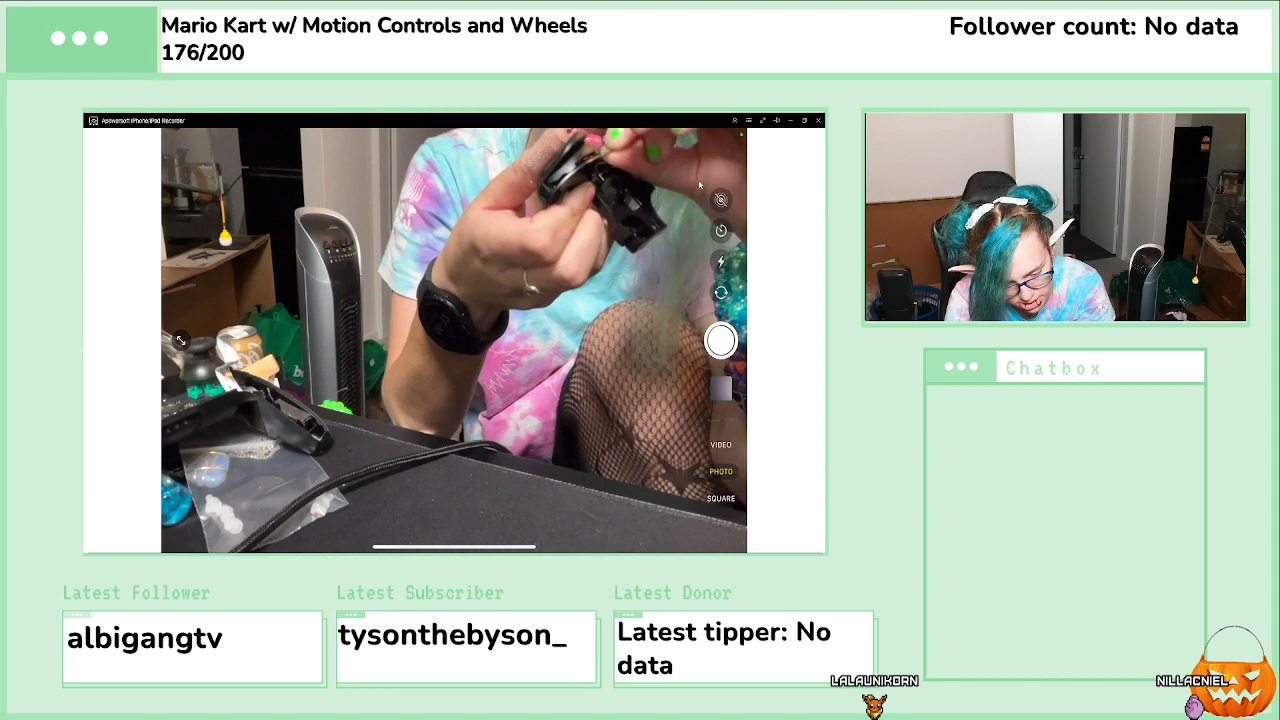 Mario Kart w/ Motion Controls and Wheels
176/200
Follower count: No data
Apowersoft iPhone/iPad Recorder
VIDEO
PHOTO
SQUARE
Chatbox
Latest Follower
albigangtv
Latest Subscriber
tysonthebyson_
Latest Donor
Latest tipper: No
data
LALAUNIKORN
NILLACNIEL